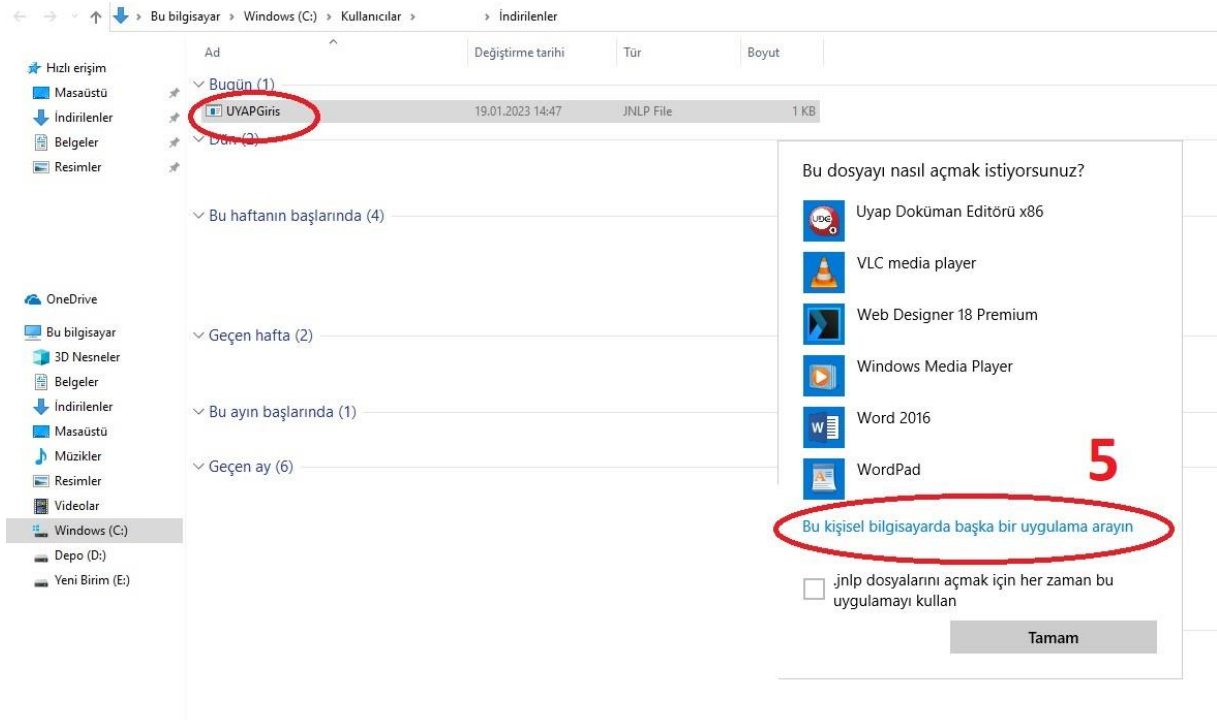 Bu bilgisayar › Windows (C:) › Kullanıcılar › › İndirilenler
Ad Değiştirme tarihi Tür Boyut
Hızlı erişim
Masaüstü
İndirilenler
Belgeler
Resimler
OneDrive
Bu bilgisayar
3D Nesneler
Belgeler
İndirilenler
Masaüstü
Müzikler
Resimler
Videolar
Windows (C:)
Depo (D:)
Yeni Birim (E:)
Bugün (1)
UYAPGiris 19.01.2023 14:47 JNLP File 1 KB
Dün (2)
Bu haftanın başlarında (4)
Geçen hafta (2)
Bu ayın başlarında (1)
Geçen ay (6)
Bu dosyayı nasıl açmak istiyorsunuz?
UDE
Uyap Doküman Editörü x86
VLC media player
Web Designer 18 Premium
Windows Media Player
Word 2016
WordPad
5
Bu kişisel bilgisayarda başka bir uygulama arayın
.jnlp dosyalarını açmak için her zaman bu
uygulamayı kullan
Tamam